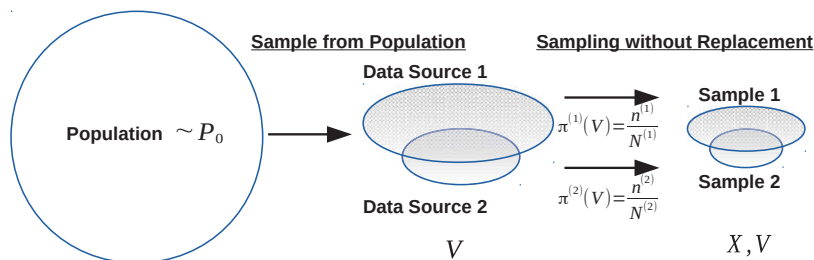 Sample from Population
Sampling without Replacement
Data Source 1
Sample 1
Population ∼ P₀
π⁽¹⁾(V) = n⁽¹⁾/N⁽¹⁾
π⁽²⁾(V) = n⁽²⁾/N⁽²⁾
Sample 2
Data Source 2
V
X , V